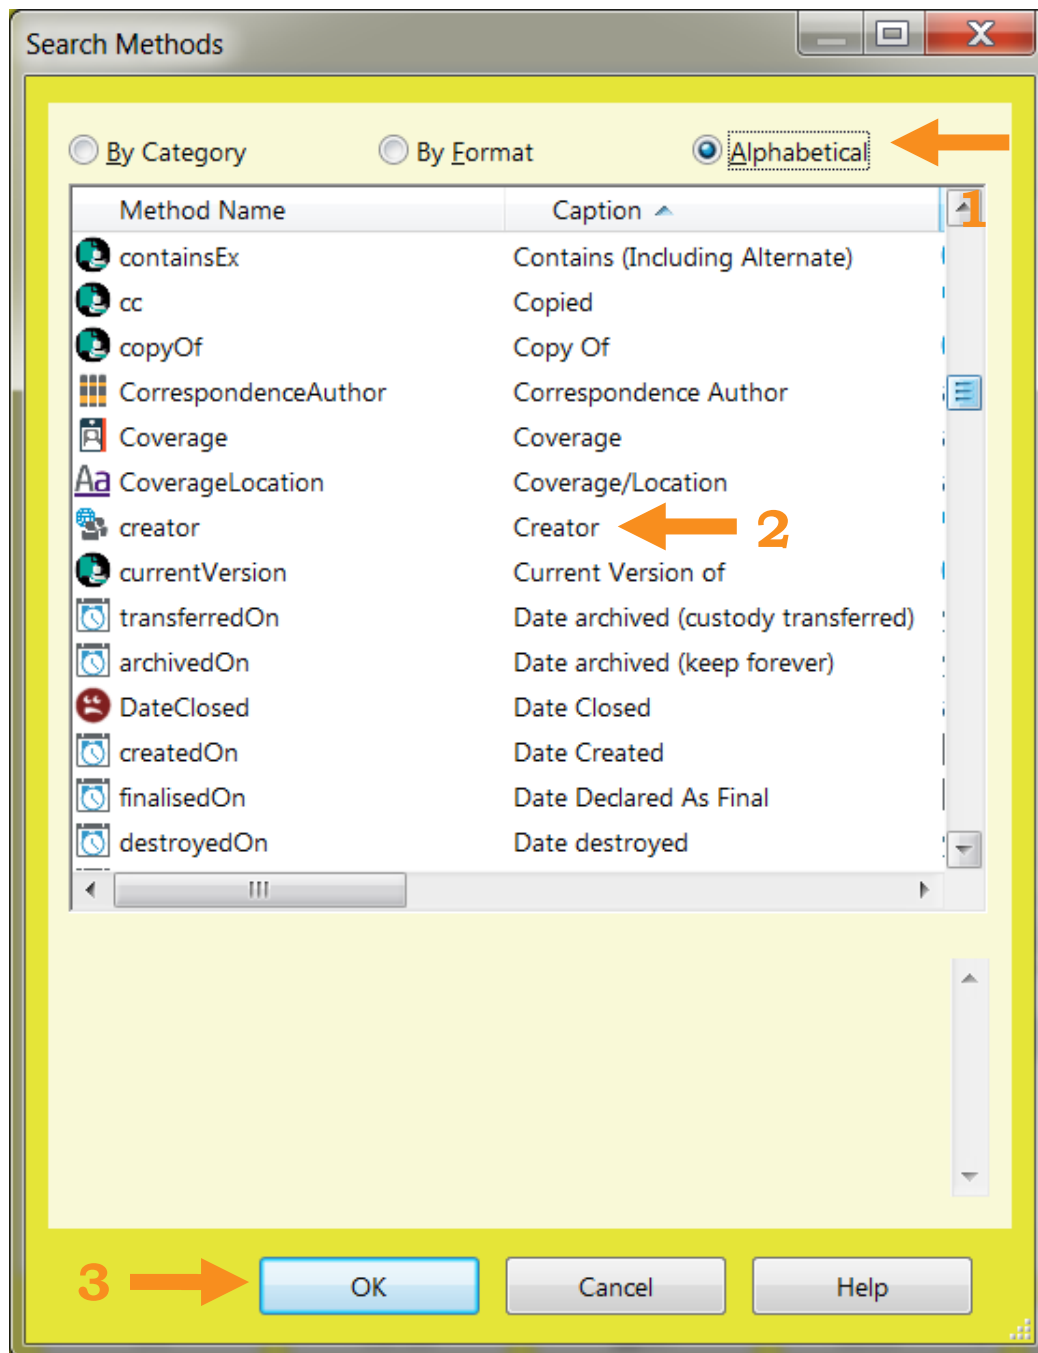 Search Methods
By Category By Format Alphabetical
1
Method Name Caption
containsEx Contains (Including Alternate)
cc Copied
copyOf Copy Of
CorrespondenceAuthor Correspondence Author
Coverage Coverage
Aa CoverageLocation Coverage/Location
creator Creator 2
currentVersion Current Version of
transferredOn Date archived (custody transferred)
archivedOn Date archived (keep forever)
DateClosed Date Closed
createdOn Date Created
finalisedOn Date Declared As Final
destroyedOn Date destroyed
3 OK Cancel Help